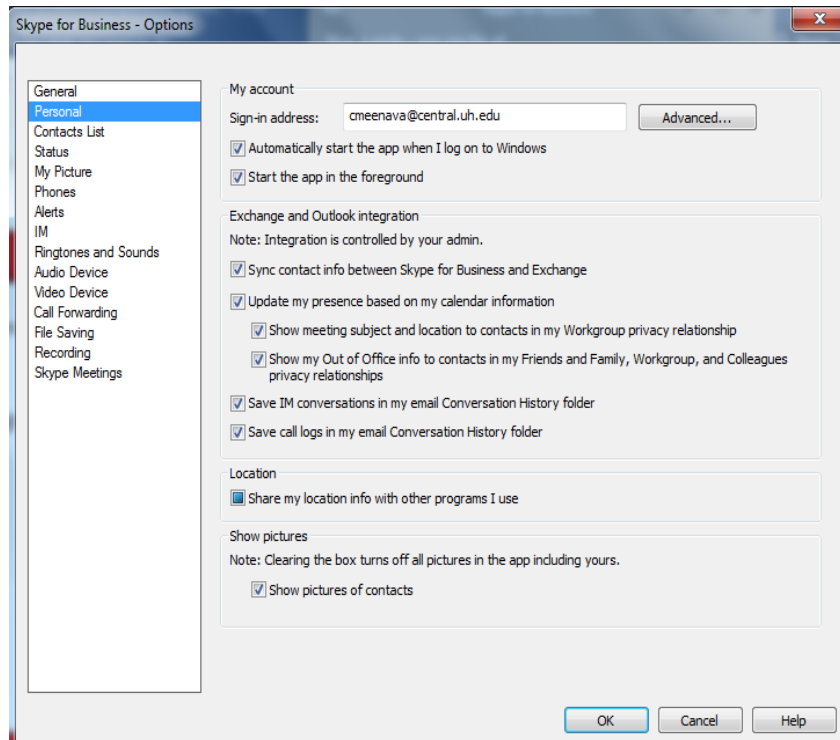 Skype for Business - Options
General
Personal
Contacts List
Status
My Picture
Phones
Alerts
IM
Ringtones and Sounds
Audio Device
Video Device
Call Forwarding
File Saving
Recording
Skype Meetings
My account
Sign-in address: cmeenava@central.uh.edu Advanced...
Automatically start the app when I log on to Windows
Start the app in the foreground
Exchange and Outlook integration
Note: Integration is controlled by your admin.
Sync contact info between Skype for Business and Exchange
Update my presence based on my calendar information
Show meeting subject and location to contacts in my Workgroup privacy relationship
Show my Out of Office info to contacts in my Friends and Family, Workgroup, and Colleagues
privacy relationships
Save IM conversations in my email Conversation History folder
Save call logs in my email Conversation History folder
Location
Share my location info with other programs I use
Show pictures
Note: Clearing the box turns off all pictures in the app including yours.
Show pictures of contacts
OK Cancel Help